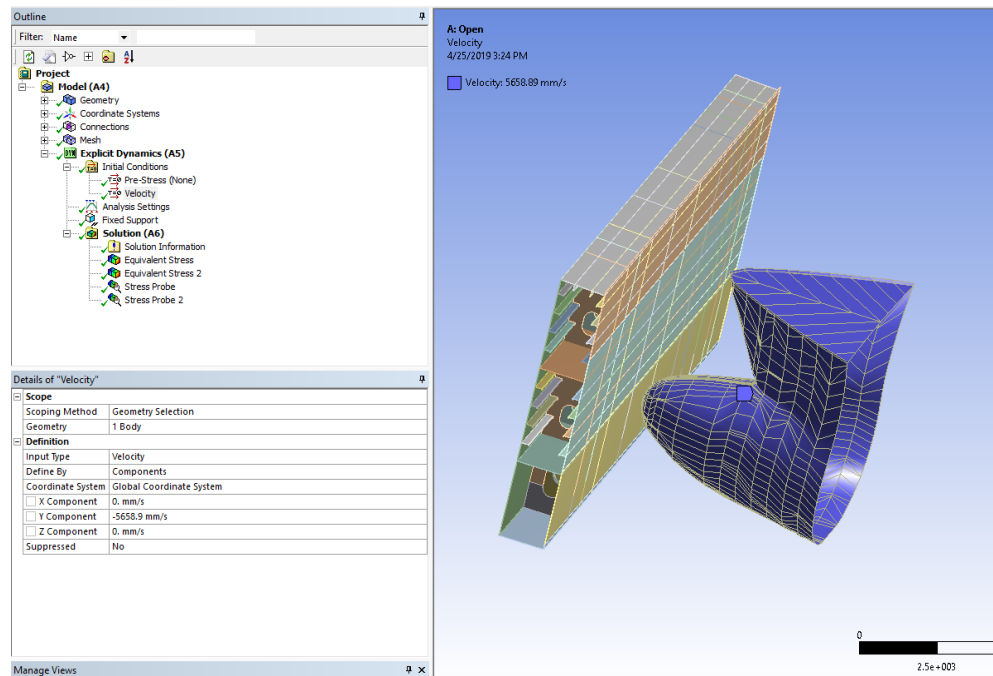 Outline
Filter: Name
Project
Model (A4)
Geometry
Coordinate Systems
Connections
Mesh
Explicit Dynamics (A5)
Initial Conditions
Pre-Stress (None)
Velocity
Analysis Settings
Fixed Support
Solution (A6)
Solution Information
Equivalent Stress
Equivalent Stress 2
Stress Probe
Stress Probe 2
Details of "Velocity"
Scope
Scoping Method Geometry Selection
Geometry 1 Body
Definition
Input Type Velocity
Define By Components
Coordinate System Global Coordinate System
X Component 0. mm/s
Y Component -5658.9 mm/s
Z Component 0. mm/s
Suppressed No
Manage Views
A: Open
Velocity
4/25/2019 3:24 PM
Velocity: 5658.89 mm/s
0
2.5e+003